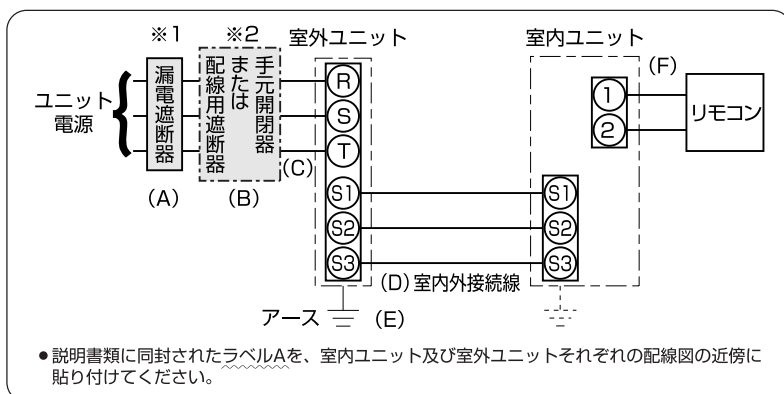 ※1
※2
室外ユニット
室内ユニット
ユニット
電源
漏電遮断器
手元開閉器
または
配線用遮断器
(A)
(B)
(C)
R
S
T
S1
S2
S3
(D)室内外接続線
アース
(E)
1
2
(F)
リモコン
S1
S2
S3
●説明書類に同封されたラベルAを、室内ユニット及び室外ユニットそれぞれの配線図の近傍に
貼り付けてください。